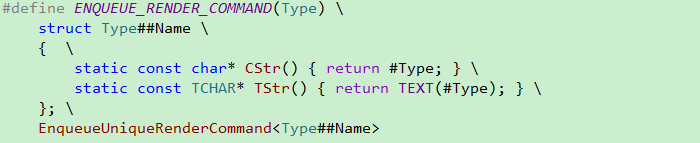 #define ENQUEUE_RENDER_COMMAND(Type) \
    struct Type##Name \
    {  \
        static const char* CStr() { return #Type; } \
        static const TCHAR* TStr() { return TEXT(#Type); } \
    }; \
    EnqueueUniqueRenderCommand<Type##Name>